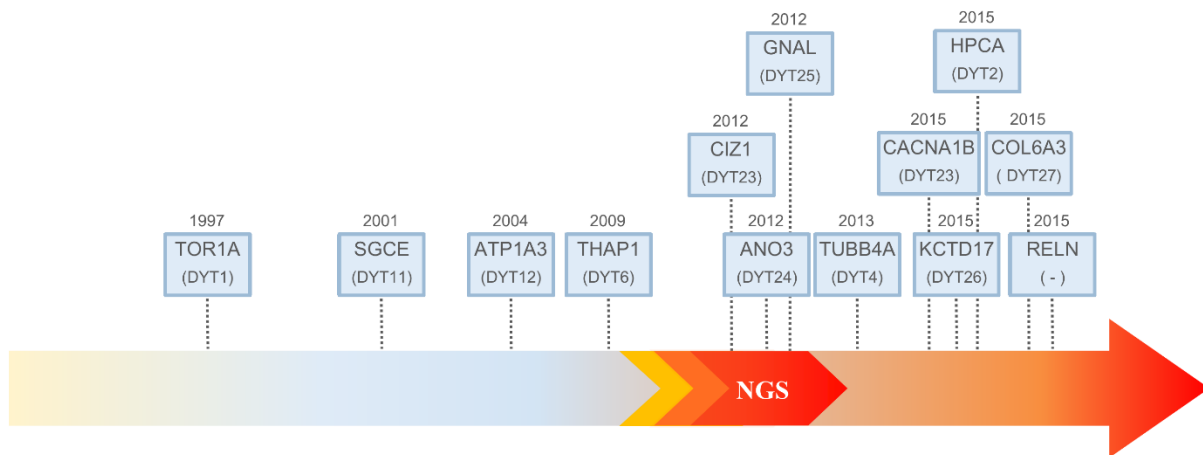 2012
GNAL
(DYT25)
2015
HPCA
(DYT2)
2012
CIZ1
(DYT23)
2015
CACNA1B
(DYT23)
2015
COL6A3
( DYT27)
1997
TOR1A
(DYT1)
2001
SGCE
(DYT11)
2004
ATP1A3
(DYT12)
2009
THAP1
(DYT6)
2012
ANO3
(DYT24)
2013
TUBB4A
(DYT4)
2015
KCTD17
(DYT26)
2015
RELN
( - )
NGS